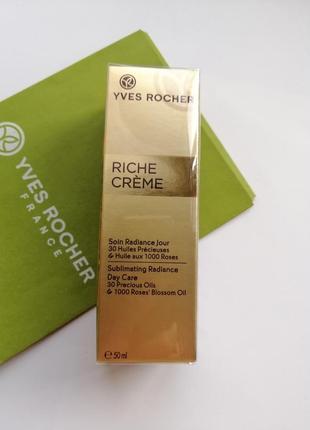 YVES ROCHER
FRANCE
YVES ROCHER
RICHE
CRÈME
Soin Radiance Jour
30 Huiles Précieuses
& Huile aux 1000 Roses
Sublimating Radiance
Day Care
30 Precious Oils
& 1000 Roses' Blossom Oil
℮ 50 ml